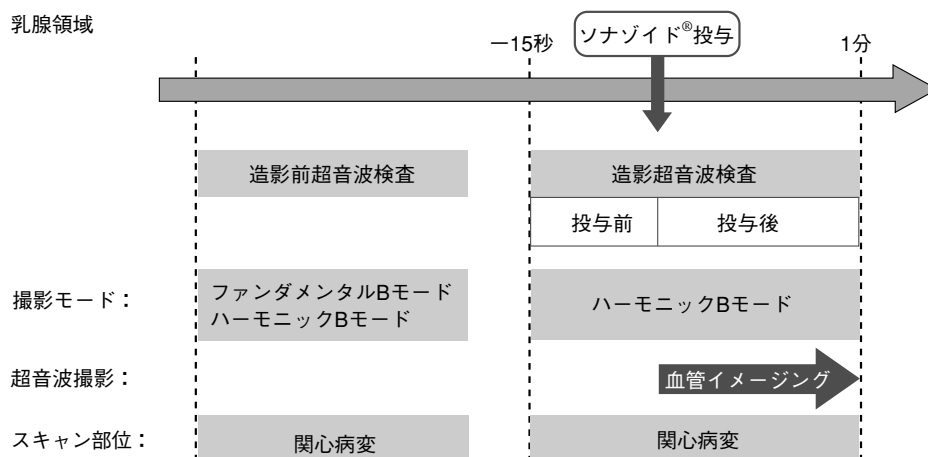 乳腺領域
ー15秒
ソナゾイド®投与
1分
造影前超音波検査
造影超音波検査
投与前
投与後
撮影モード：
ファンダメンタルBモード
ハーモニックBモード
ハーモニックBモード
超音波撮影：
血管イメージング
スキャン部位：
関心病変
関心病変